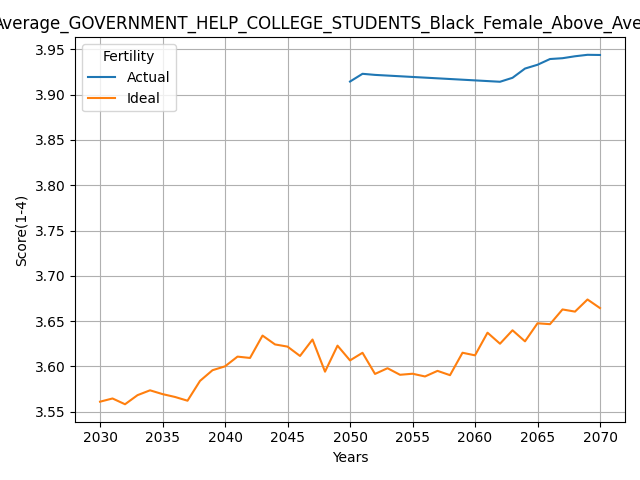 Average_GOVERNMENT_HELP_COLLEGE_STUDENTS_Black_Female_Above_Ave
Fertility
Actual
Ideal
3.95
3.90
3.85
3.80
3.75
3.70
3.65
3.60
3.55
Score(1-4)
2030 2035 2040 2045 2050 2055 2060 2065 2070
Years